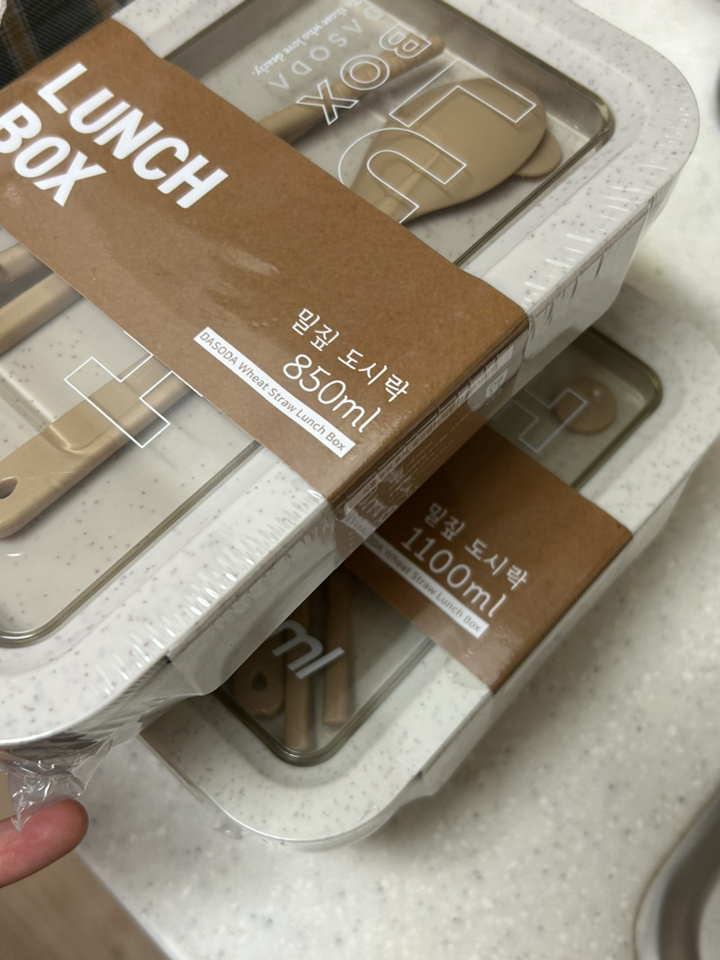 LUNCH
BOX
밀짚 도시락
850ml
DASODA Wheat Straw Lunch Box
BOX
DASODA
밀짚 도시락
1100ml
Wheat Straw Lunch Box
ml